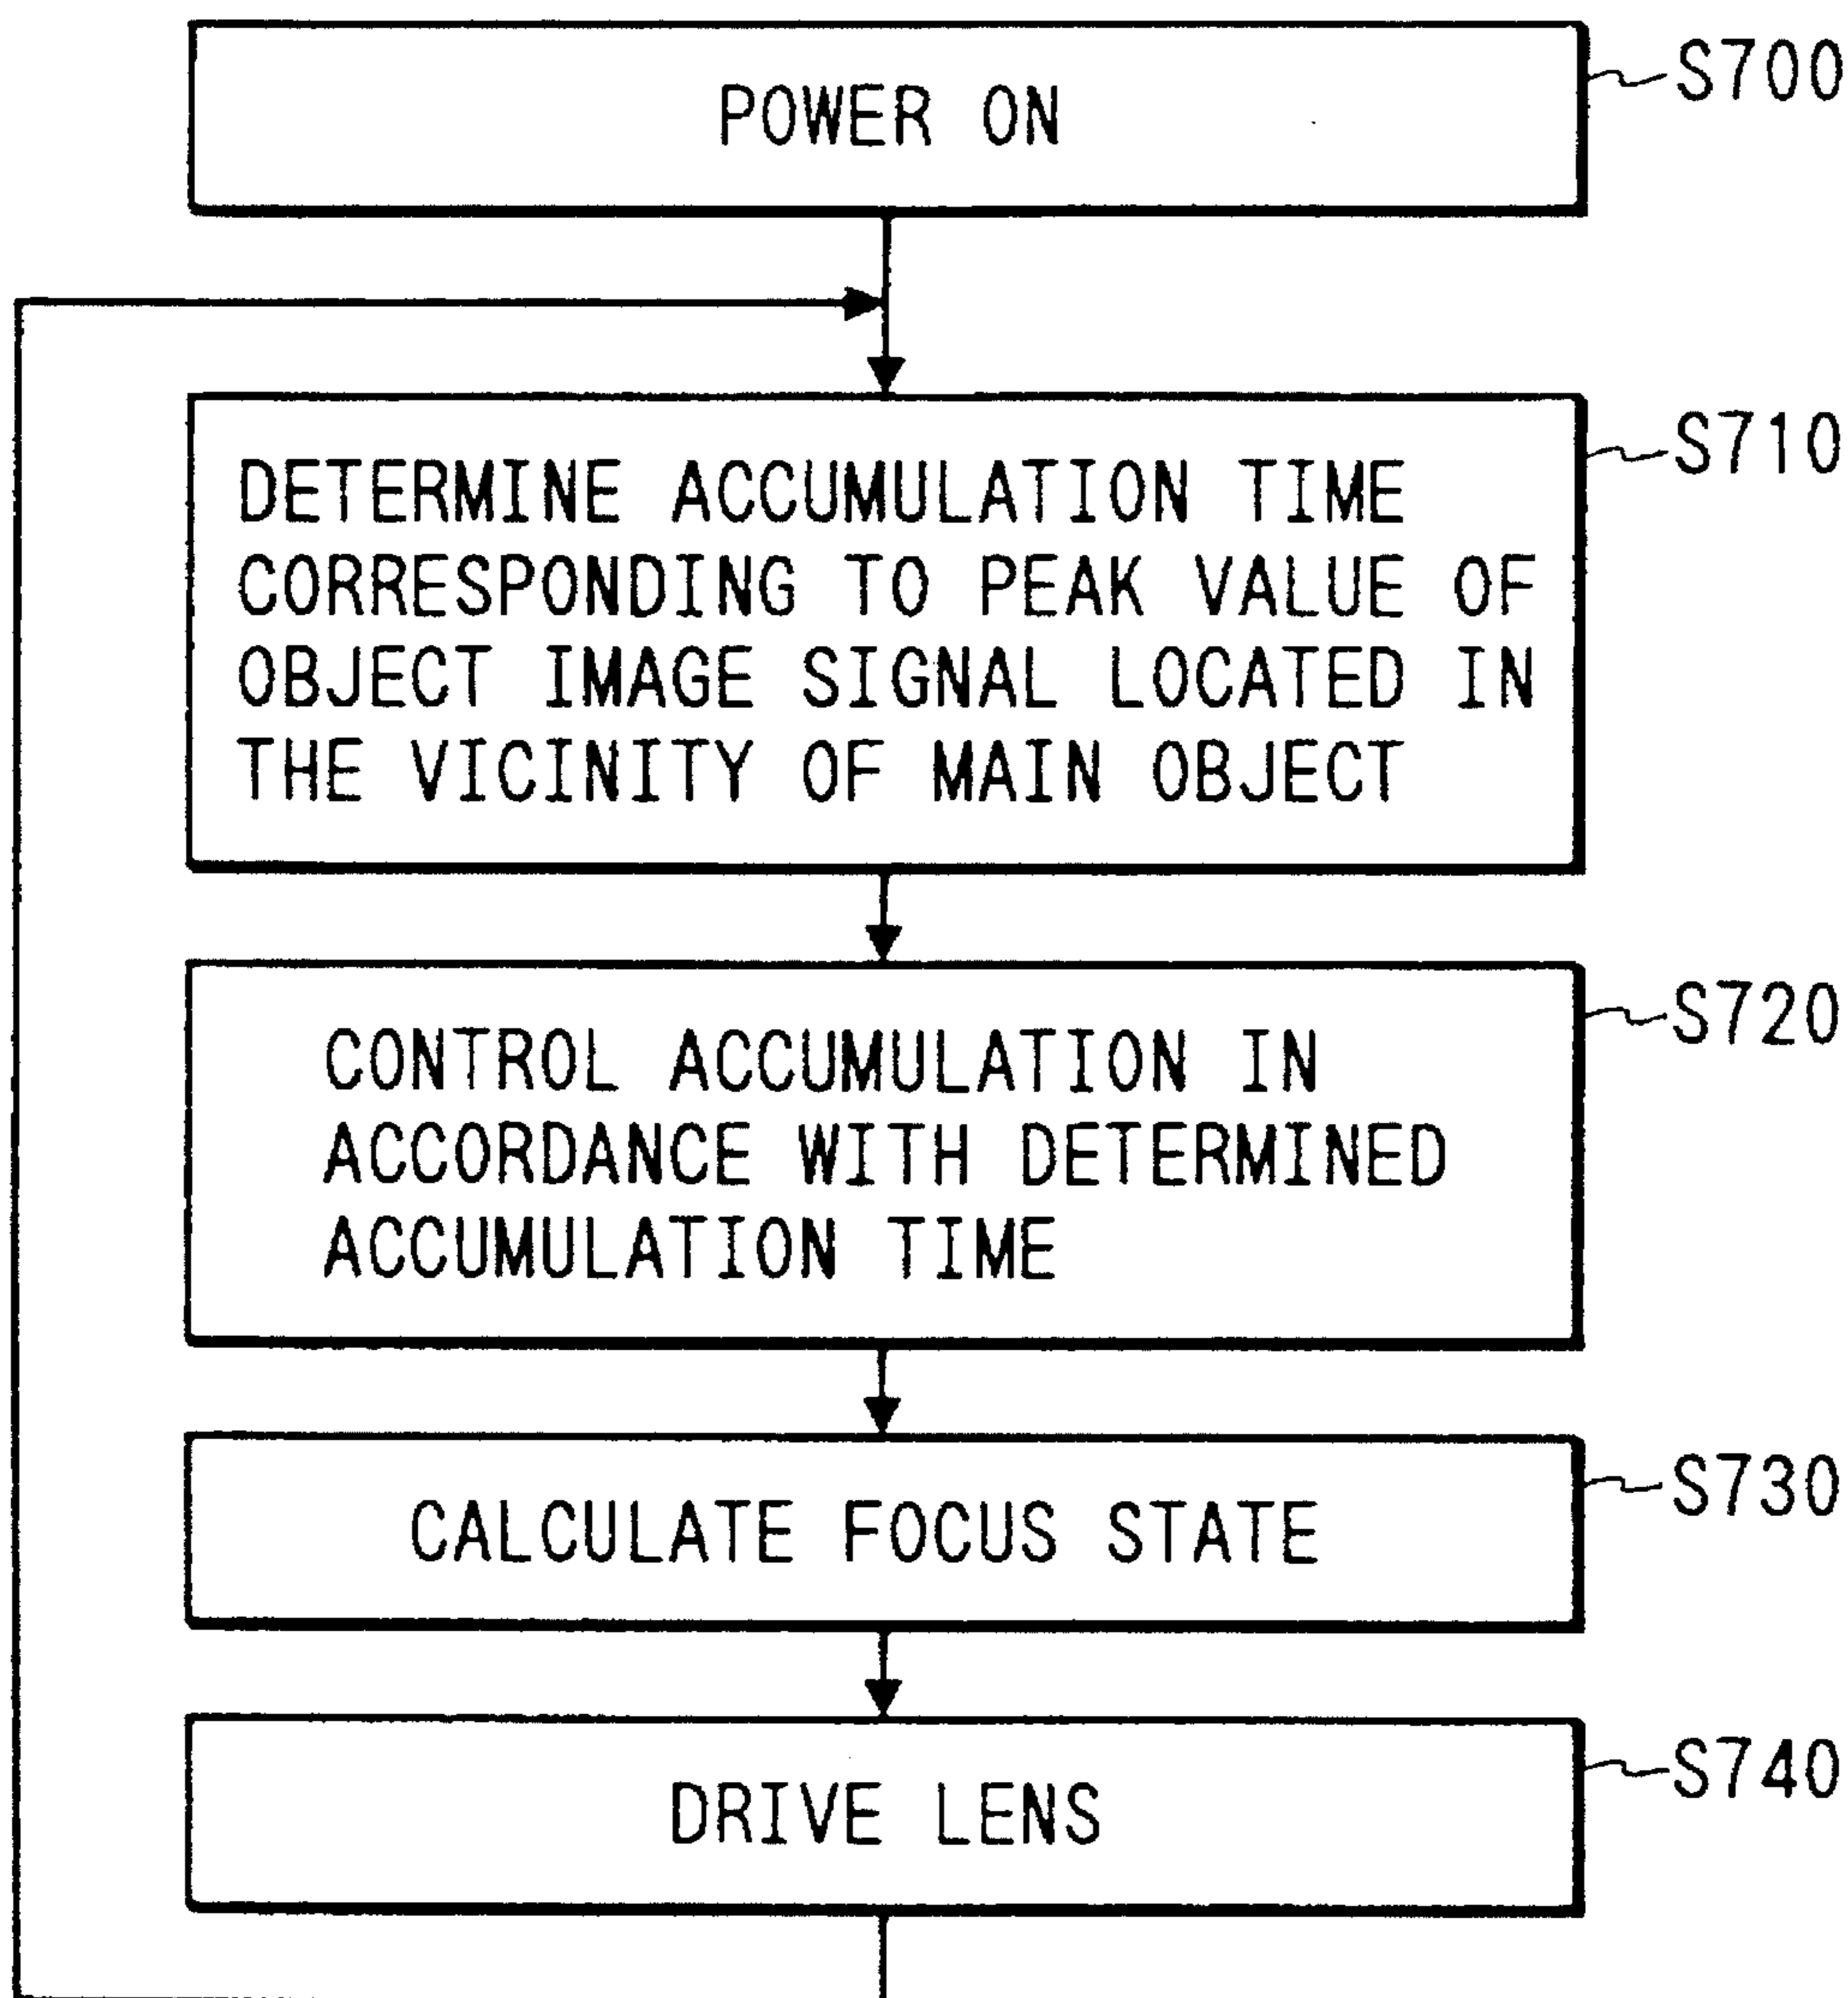 POWER ON
S700
DETERMINE ACCUMULATION TIME
CORRESPONDING TO PEAK VALUE OF
OBJECT IMAGE SIGNAL LOCATED IN
THE VICINITY OF MAIN OBJECT
S710
CONTROL ACCUMULATION IN
ACCORDANCE WITH DETERMINED
ACCUMULATION TIME
S720
CALCULATE FOCUS STATE
S730
DRIVE LENS
S740